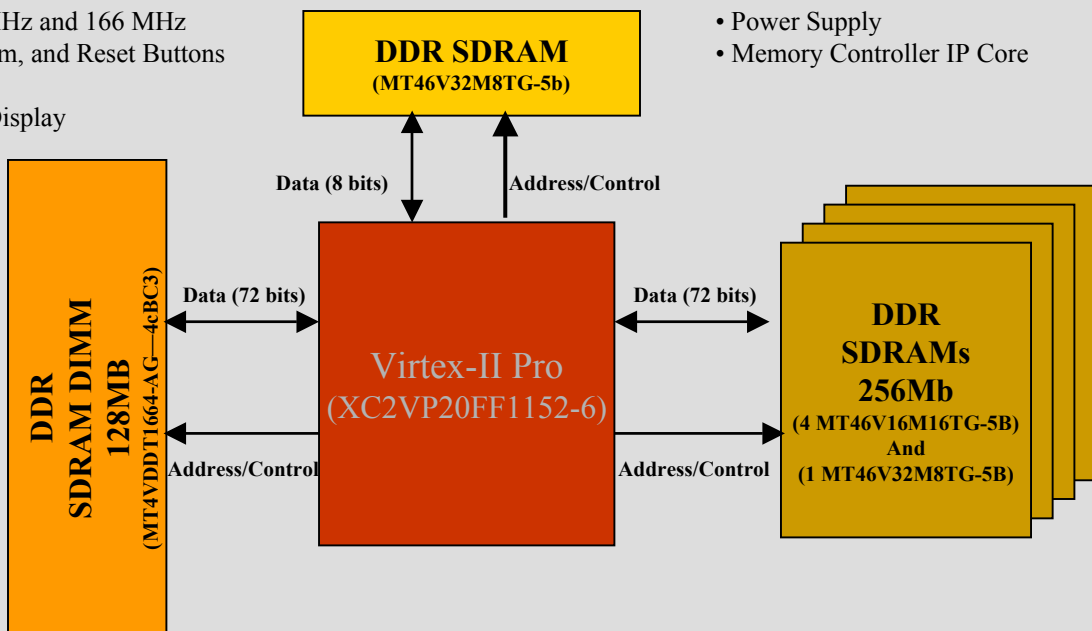 Hz and 166 MHz
m, and Reset Buttons
Display
• Power Supply
• Memory Controller IP Core
DDR SDRAM
(MT46V32M8TG-5b)
Data (8 bits)
Address/Control
DDR
SDRAM DIMM
128MB
(MT4VDDT1664-AG—4cBC3)
Data (72 bits)
Address/Control
Virtex-II Pro
(XC2VP20FF1152-6)
Data (72 bits)
Address/Control
DDR
SDRAMs
256Mb
(4 MT46V16M16TG-5B)
And
(1 MT46V32M8TG-5B)